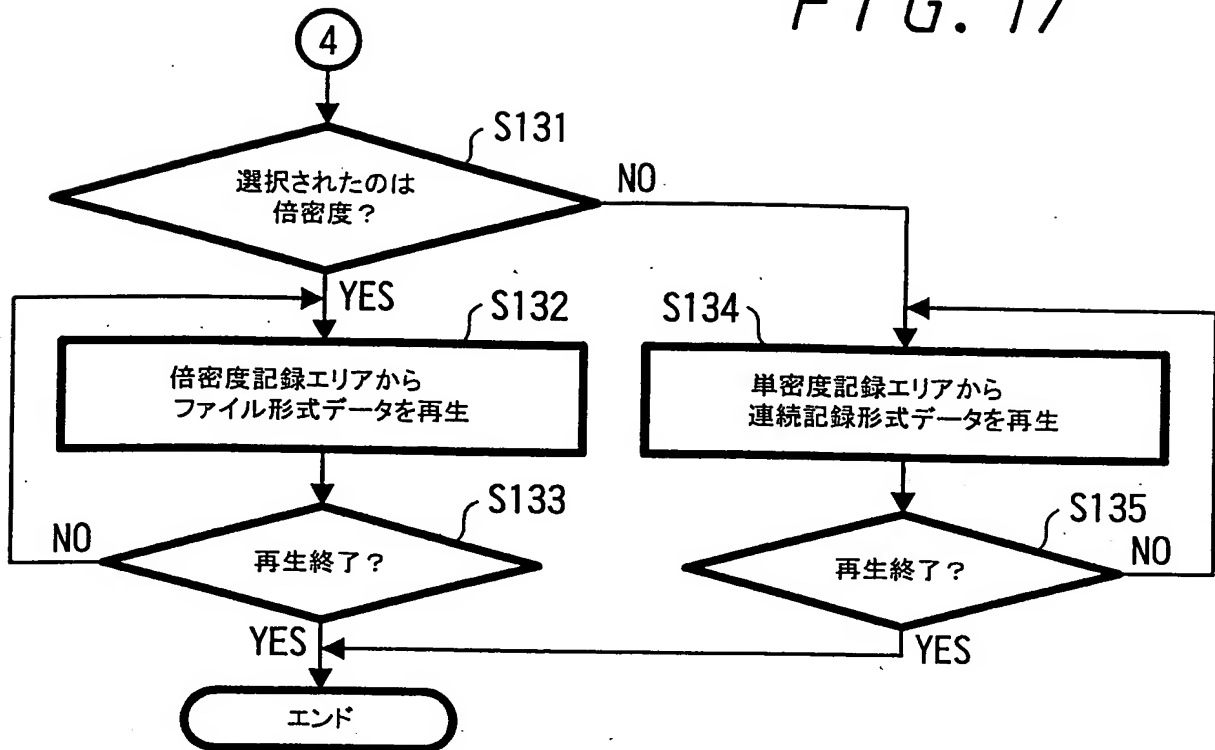 FIG. 17
4
S131
選択されたのは
倍密度？
NO
YES
S132
S134
倍密度記録エリアから
ファイル形式データを再生
単密度記録エリアから
連続記録形式データを再生
S133
S135
NO
再生終了？
再生終了？
NO
YES
YES
エンド